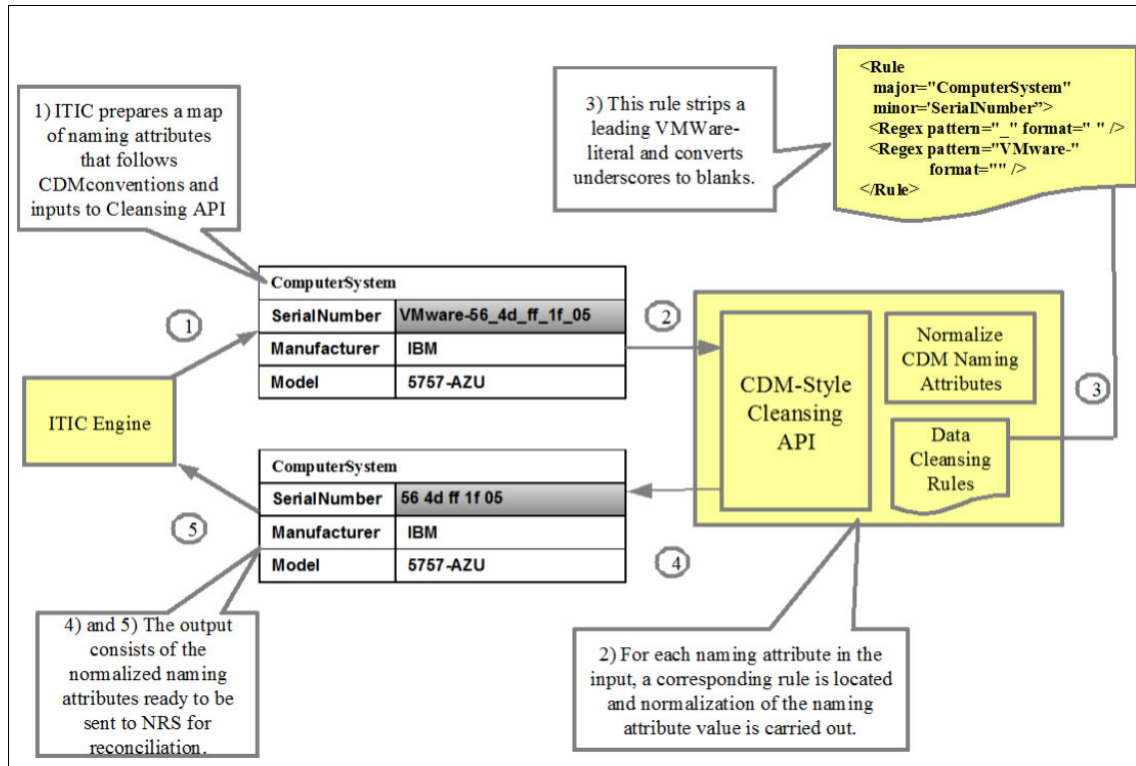 1) ITIC prepares a map
of naming attributes
that follows
CDMconventions and
inputs to Cleansing API
3) This rule strips a
leading VMWare-
literal and converts
underscores to blanks.
<Rule
major="ComputerSystem"
minor='SerialNumber”>
<Regex pattern="_" format=" " />
<Regex pattern="VMware-"
format="" />
</Rule>
1
ComputerSystem
SerialNumber VMware-56_4d_ff_1f_05
Manufacturer IBM
Model 5757-AZU
2
CDM-Style
Cleansing
API
Normalize
CDM Naming
Attributes
Data
Cleansing
Rules
3
ITIC Engine
ComputerSystem
SerialNumber 56 4d ff 1f 05
Manufacturer IBM
Model 5757-AZU
5
4
4) and 5) The output
consists of the
normalized naming
attributes ready to be
sent to NRS for
reconciliation.
2) For each naming attribute in the
input, a corresponding rule is located
and normalization of the naming
attribute value is carried out.